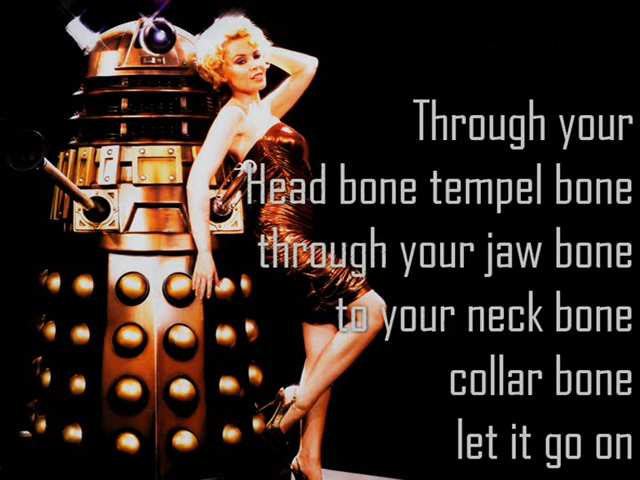 Through your
Head bone tempel bone
through your jaw bone
to your neck bone
collar bone
let it go on